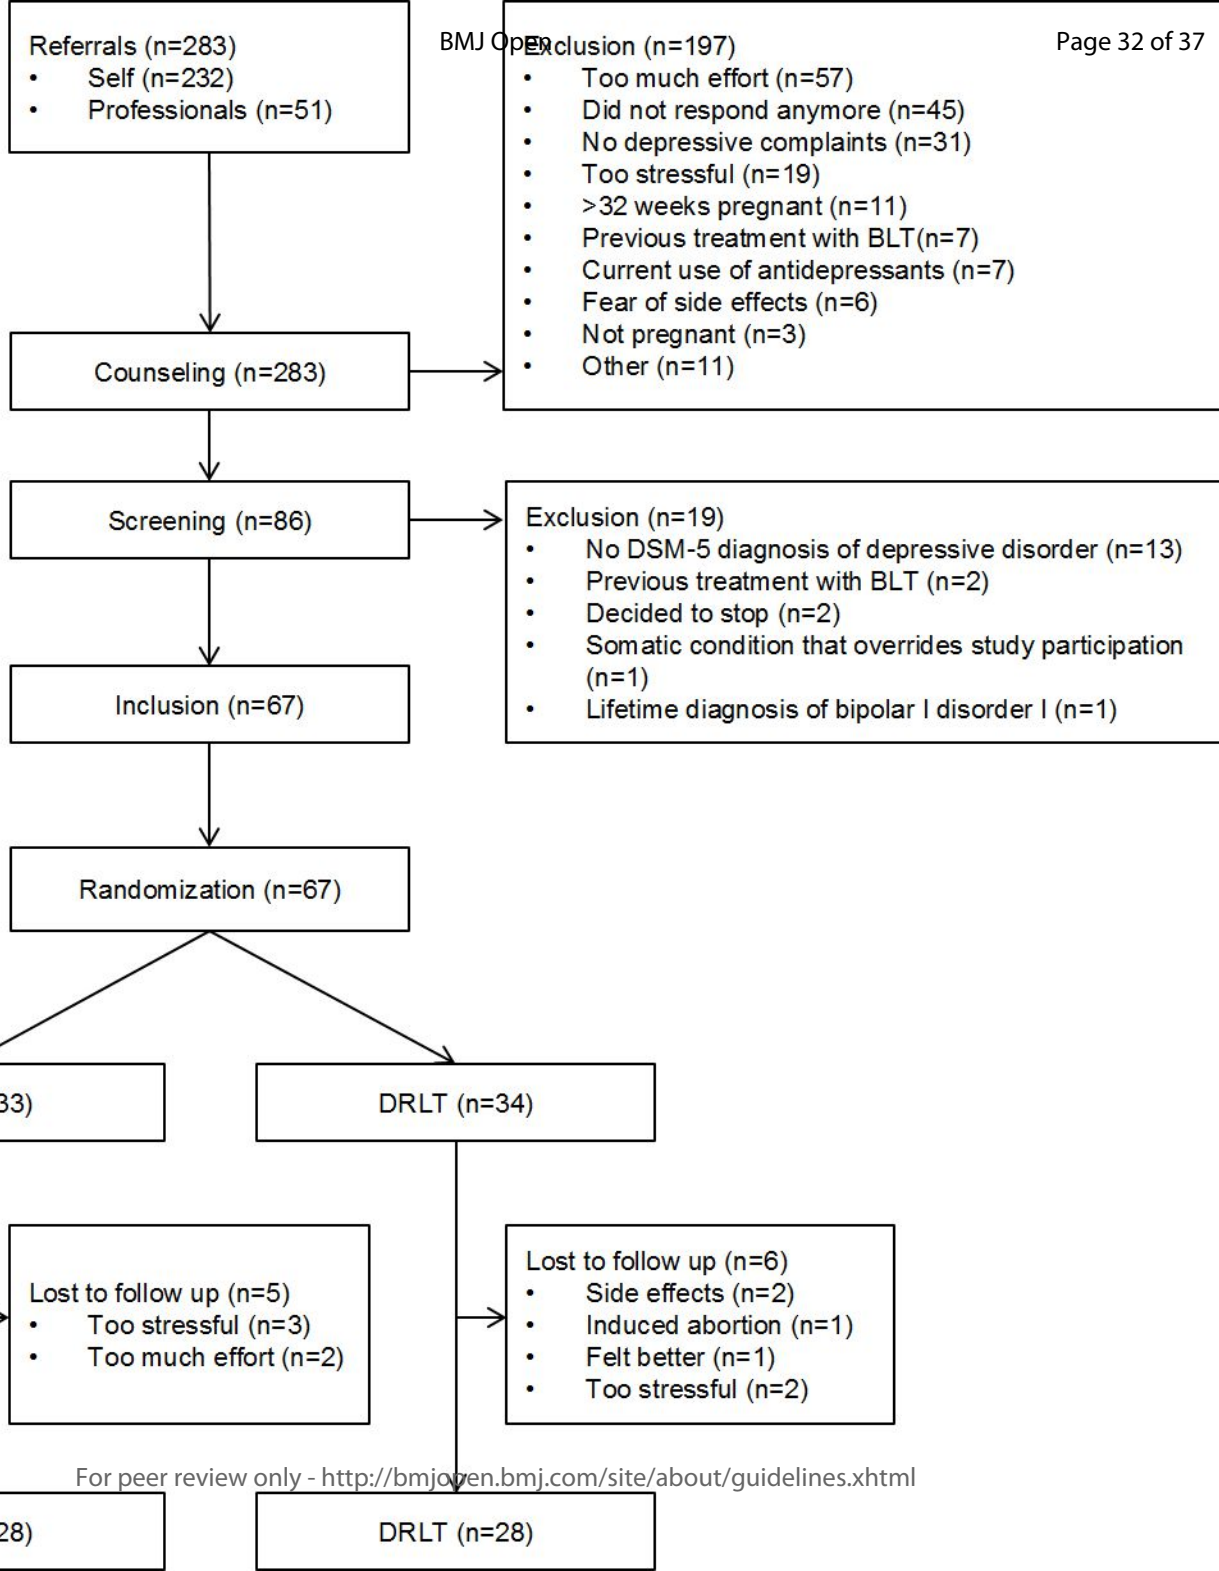 BMJ Open
Page 32 of 37
Referrals (n=283)
• Self (n=232)
• Professionals (n=51)
Exclusion (n=197)
• Too much effort (n=57)
• Did not respond anymore (n=45)
• No depressive complaints (n=31)
• Too stressful (n=19)
• >32 weeks pregnant (n=11)
• Previous treatment with BLT(n=7)
• Current use of antidepressants (n=7)
• Fear of side effects (n=6)
• Not pregnant (n=3)
• Other (n=11)
Counseling (n=283)
Screening (n=86)
Exclusion (n=19)
• No DSM-5 diagnosis of depressive disorder (n=13)
• Previous treatment with BLT (n=2)
• Decided to stop (n=2)
• Somatic condition that overrides study participation
(n=1)
• Lifetime diagnosis of bipolar I disorder I (n=1)
Inclusion (n=67)
Randomization (n=67)
33)
DRLT (n=34)
Lost to follow up (n=5)
• Too stressful (n=3)
• Too much effort (n=2)
Lost to follow up (n=6)
• Side effects (n=2)
• Induced abortion (n=1)
• Felt better (n=1)
• Too stressful (n=2)
For peer review only - http://bmjopen.bmj.com/site/about/guidelines.xhtml
28)
DRLT (n=28)